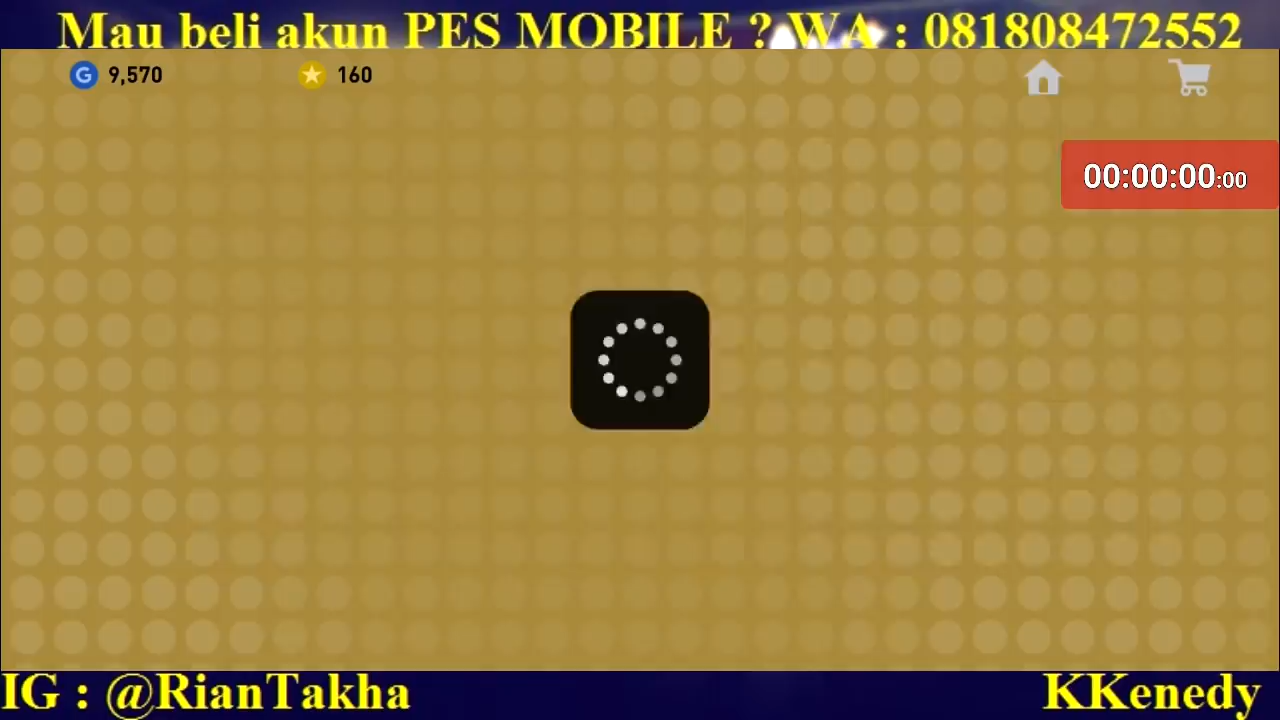 Mau beli akun PES MOBILE ? WA : 081808472552
G 9,570 160
00:00:00:00
IG : @RianTakha KKenedy